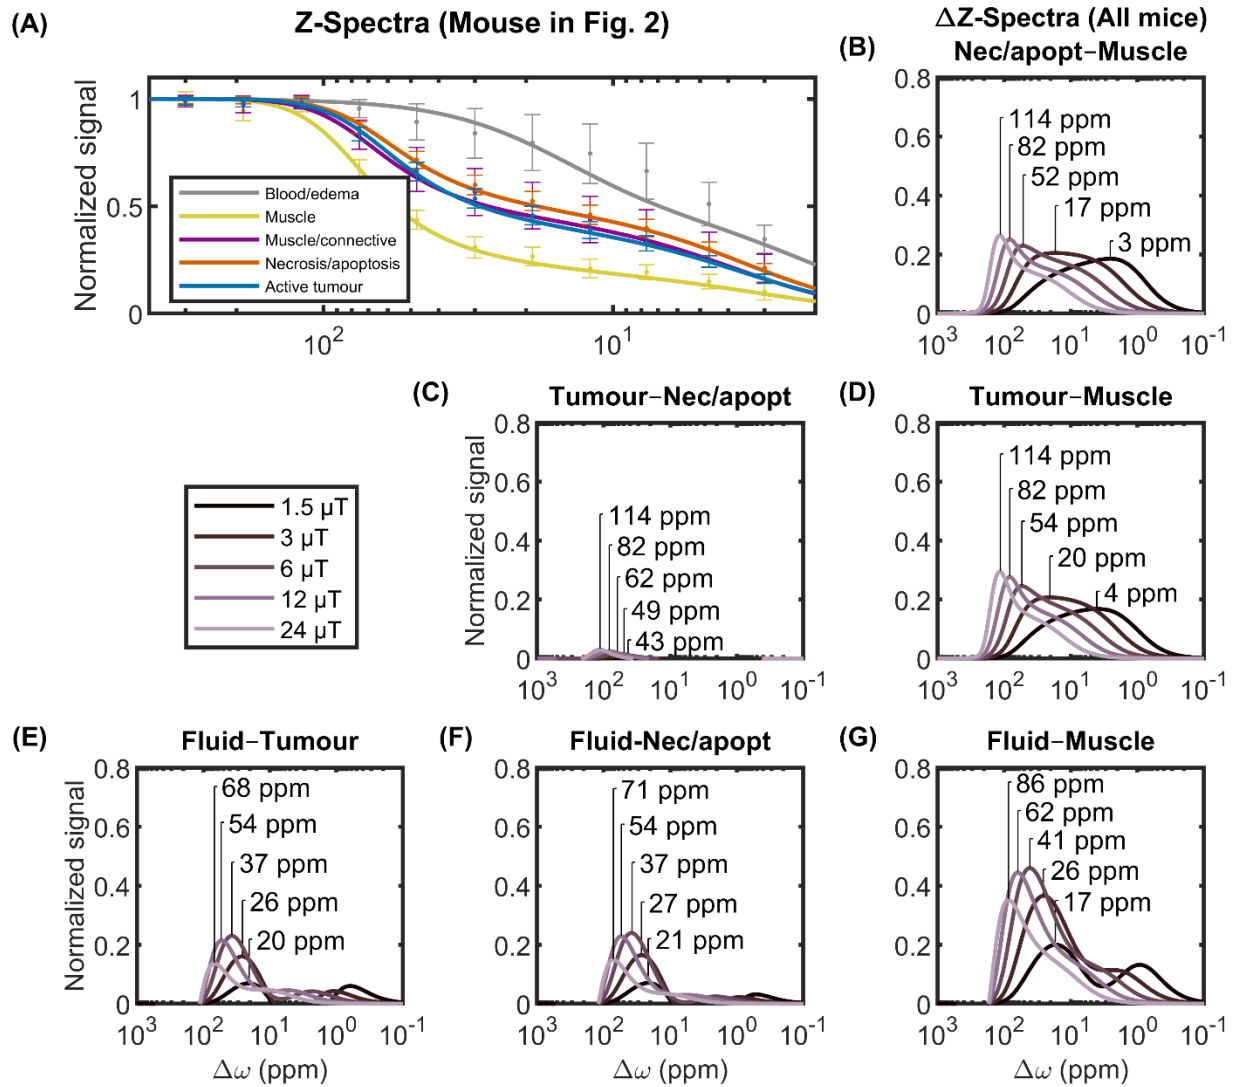 (A)
Z-Spectra (Mouse in Fig. 2)
Normalized signal
1
0.5
0
10²
10¹
Blood/edema
Muscle
Muscle/connective
Necrosis/apoptosis
Active tumour
ΔZ-Spectra (All mice)
(B)
Nec/apopt−Muscle
0.8
0.6
0.4
0.2
0
114 ppm
82 ppm
52 ppm
17 ppm
3 ppm
10³ 10² 10¹ 10⁰ 10⁻¹
1.5 µT
3 µT
6 µT
12 µT
24 µT
(C)
Tumour−Nec/apopt
Normalized signal
0.8
0.6
0.4
0.2
0
114 ppm
82 ppm
62 ppm
49 ppm
43 ppm
10³ 10² 10¹ 10⁰ 10⁻¹
(D)
Tumour−Muscle
0.8
0.6
0.4
0.2
0
114 ppm
82 ppm
54 ppm
20 ppm
4 ppm
10³ 10² 10¹ 10⁰ 10⁻¹
(E)
Fluid−Tumour
Normalized signal
0.8
0.6
0.4
0.2
0
68 ppm
54 ppm
37 ppm
26 ppm
20 ppm
10³ 10² 10¹ 10⁰ 10⁻¹
Δω (ppm)
(F)
Fluid-Nec/apopt
0.8
0.6
0.4
0.2
0
71 ppm
54 ppm
37 ppm
27 ppm
21 ppm
10³ 10² 10¹ 10⁰ 10⁻¹
Δω (ppm)
(G)
Fluid−Muscle
0.8
0.6
0.4
0.2
0
86 ppm
62 ppm
41 ppm
26 ppm
17 ppm
10³ 10² 10¹ 10⁰ 10⁻¹
Δω (ppm)